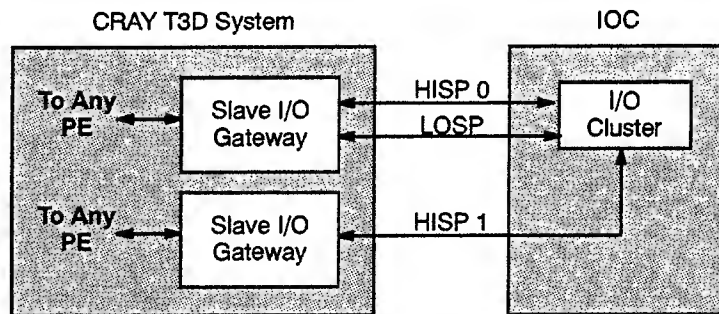 CRAY T3D System
IOC
To Any
PE
Slave I/O
Gateway
HISP 0
LOSP
I/O
Cluster
To Any
PE
Slave I/O
Gateway
HISP 1